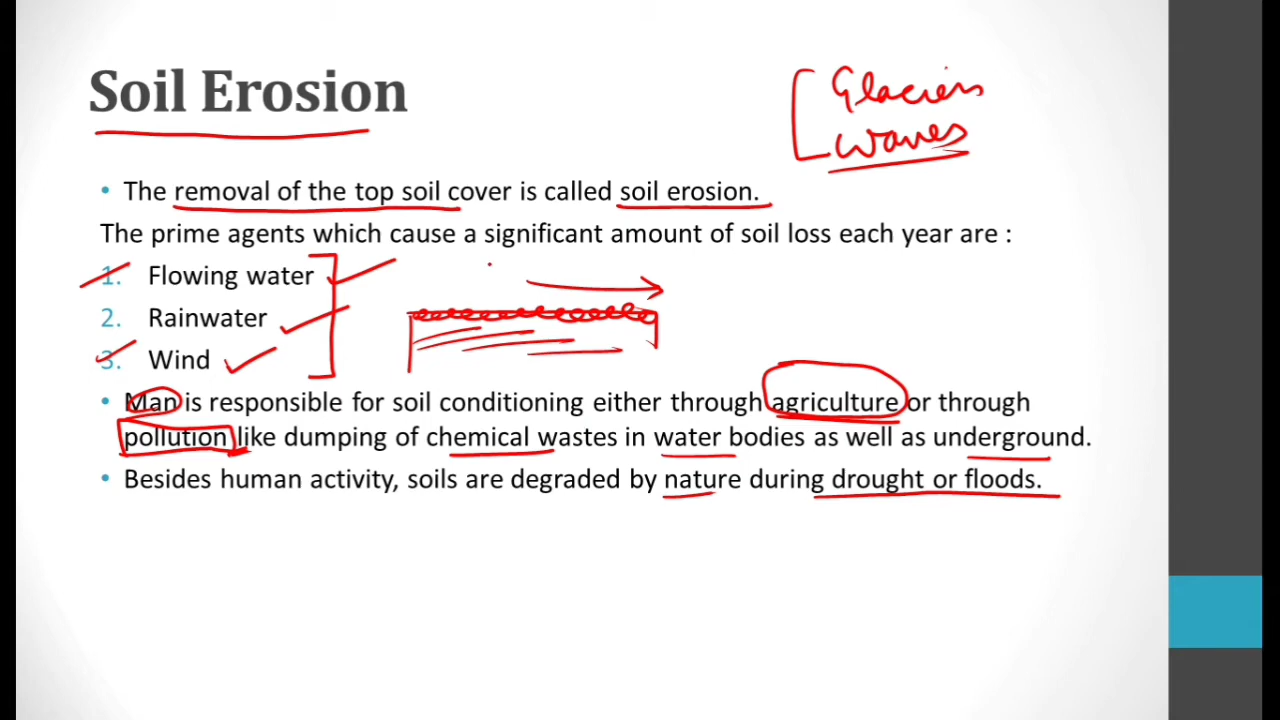 Soil Erosion
Glaciers
waves
• The removal of the top soil cover is called soil erosion.
The prime agents which cause a significant amount of soil loss each year are :
1. Flowing water
2. Rainwater
3. Wind
• Man is responsible for soil conditioning either through agriculture or through
pollution like dumping of chemical wastes in water bodies as well as underground.
• Besides human activity, soils are degraded by nature during drought or floods.